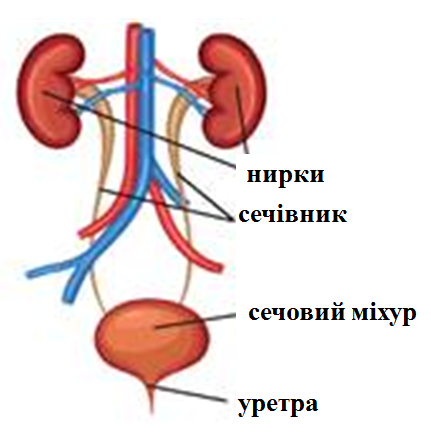 нирки
сечівник
сечовий міхур
уретра